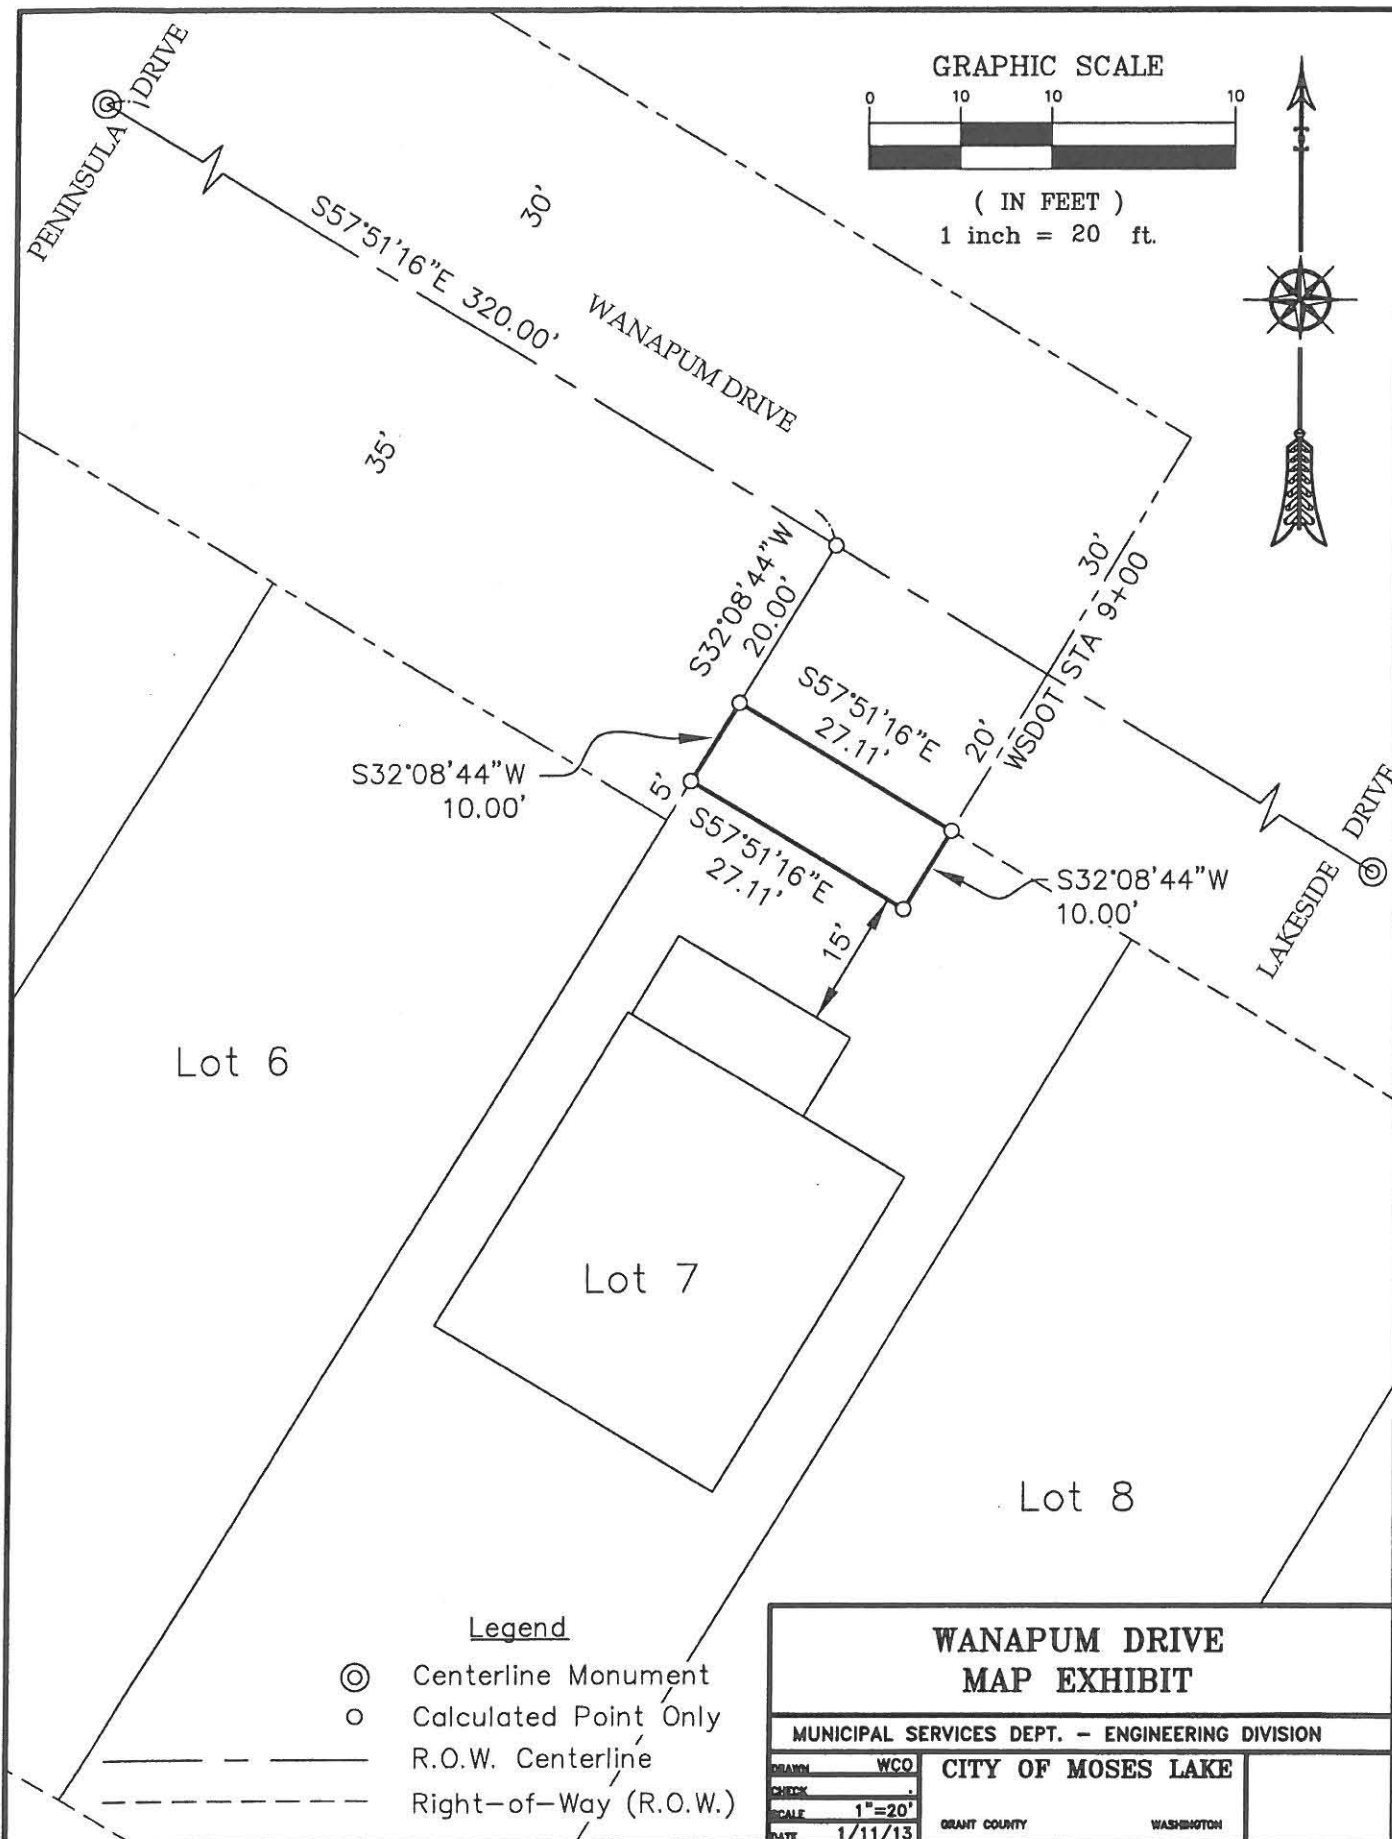 GRAPHIC SCALE
0 10 10 10
( IN FEET )
1 inch = 20 ft.
PENINSULA DRIVE
S57°51'16"E 320.00'
30'
WANAPUM DRIVE
35'
S32°08'44"W
20.00'
30'
WSDOT STA 9+00
20'
S57°51'16"E
27.11'
S32°08'44"W
10.00'
5'
S57°51'16"E
27.11'
S32°08'44"W
10.00'
LAKESIDE DRIVE
15'
Lot 6
Lot 7
Lot 8
Legend
Centerline Monument
Calculated Point Only
R.O.W. Centerline
Right-of-Way (R.O.W.)
WANAPUM DRIVE
MAP EXHIBIT
MUNICIPAL SERVICES DEPT. - ENGINEERING DIVISION
DRAWN WCO
CHECK .
SCALE 1"=20'
DATE 1/11/13
CITY OF MOSES LAKE
GRANT COUNTY WASHINGTON